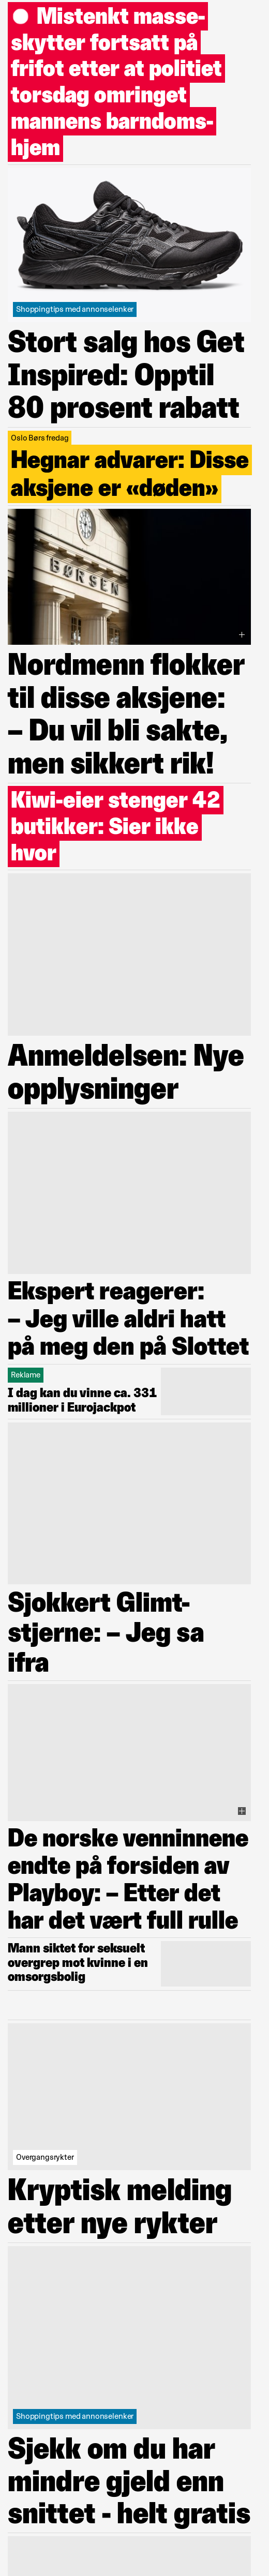 Mistenkt masse-
skytter fortsatt på
frifot etter at politiet
torsdag omringet
mannens barndoms-
hjem
Shoppingtips med annonselenker
Stort salg hos Get
Inspired: Opptil
80 prosent rabatt
Oslo Børs fredag
Hegnar advarer: Disse
aksjene er «døden»
BØRSEN
Nordmenn flokker
til disse aksjene:
– Du vil bli sakte,
men sikkert rik!
Kiwi-eier stenger 42
butikker: Sier ikke
hvor
Anmeldelsen: Nye
opplysninger
Ekspert reagerer:
– Jeg ville aldri hatt
på meg den på Slottet
Reklame
I dag kan du vinne ca. 331
millioner i Eurojackpot
Sjokkert Glimt-
stjerne: – Jeg sa
ifra
De norske venninnene
endte på forsiden av
Playboy: – Etter det
har det vært full rulle
Mann siktet for seksuelt
overgrep mot kvinne i en
omsorgsbolig
Overgangsrykter
Kryptisk melding
etter nye rykter
Shoppingtips med annonselenker
Sjekk om du har
mindre gjeld enn
snittet - helt gratis